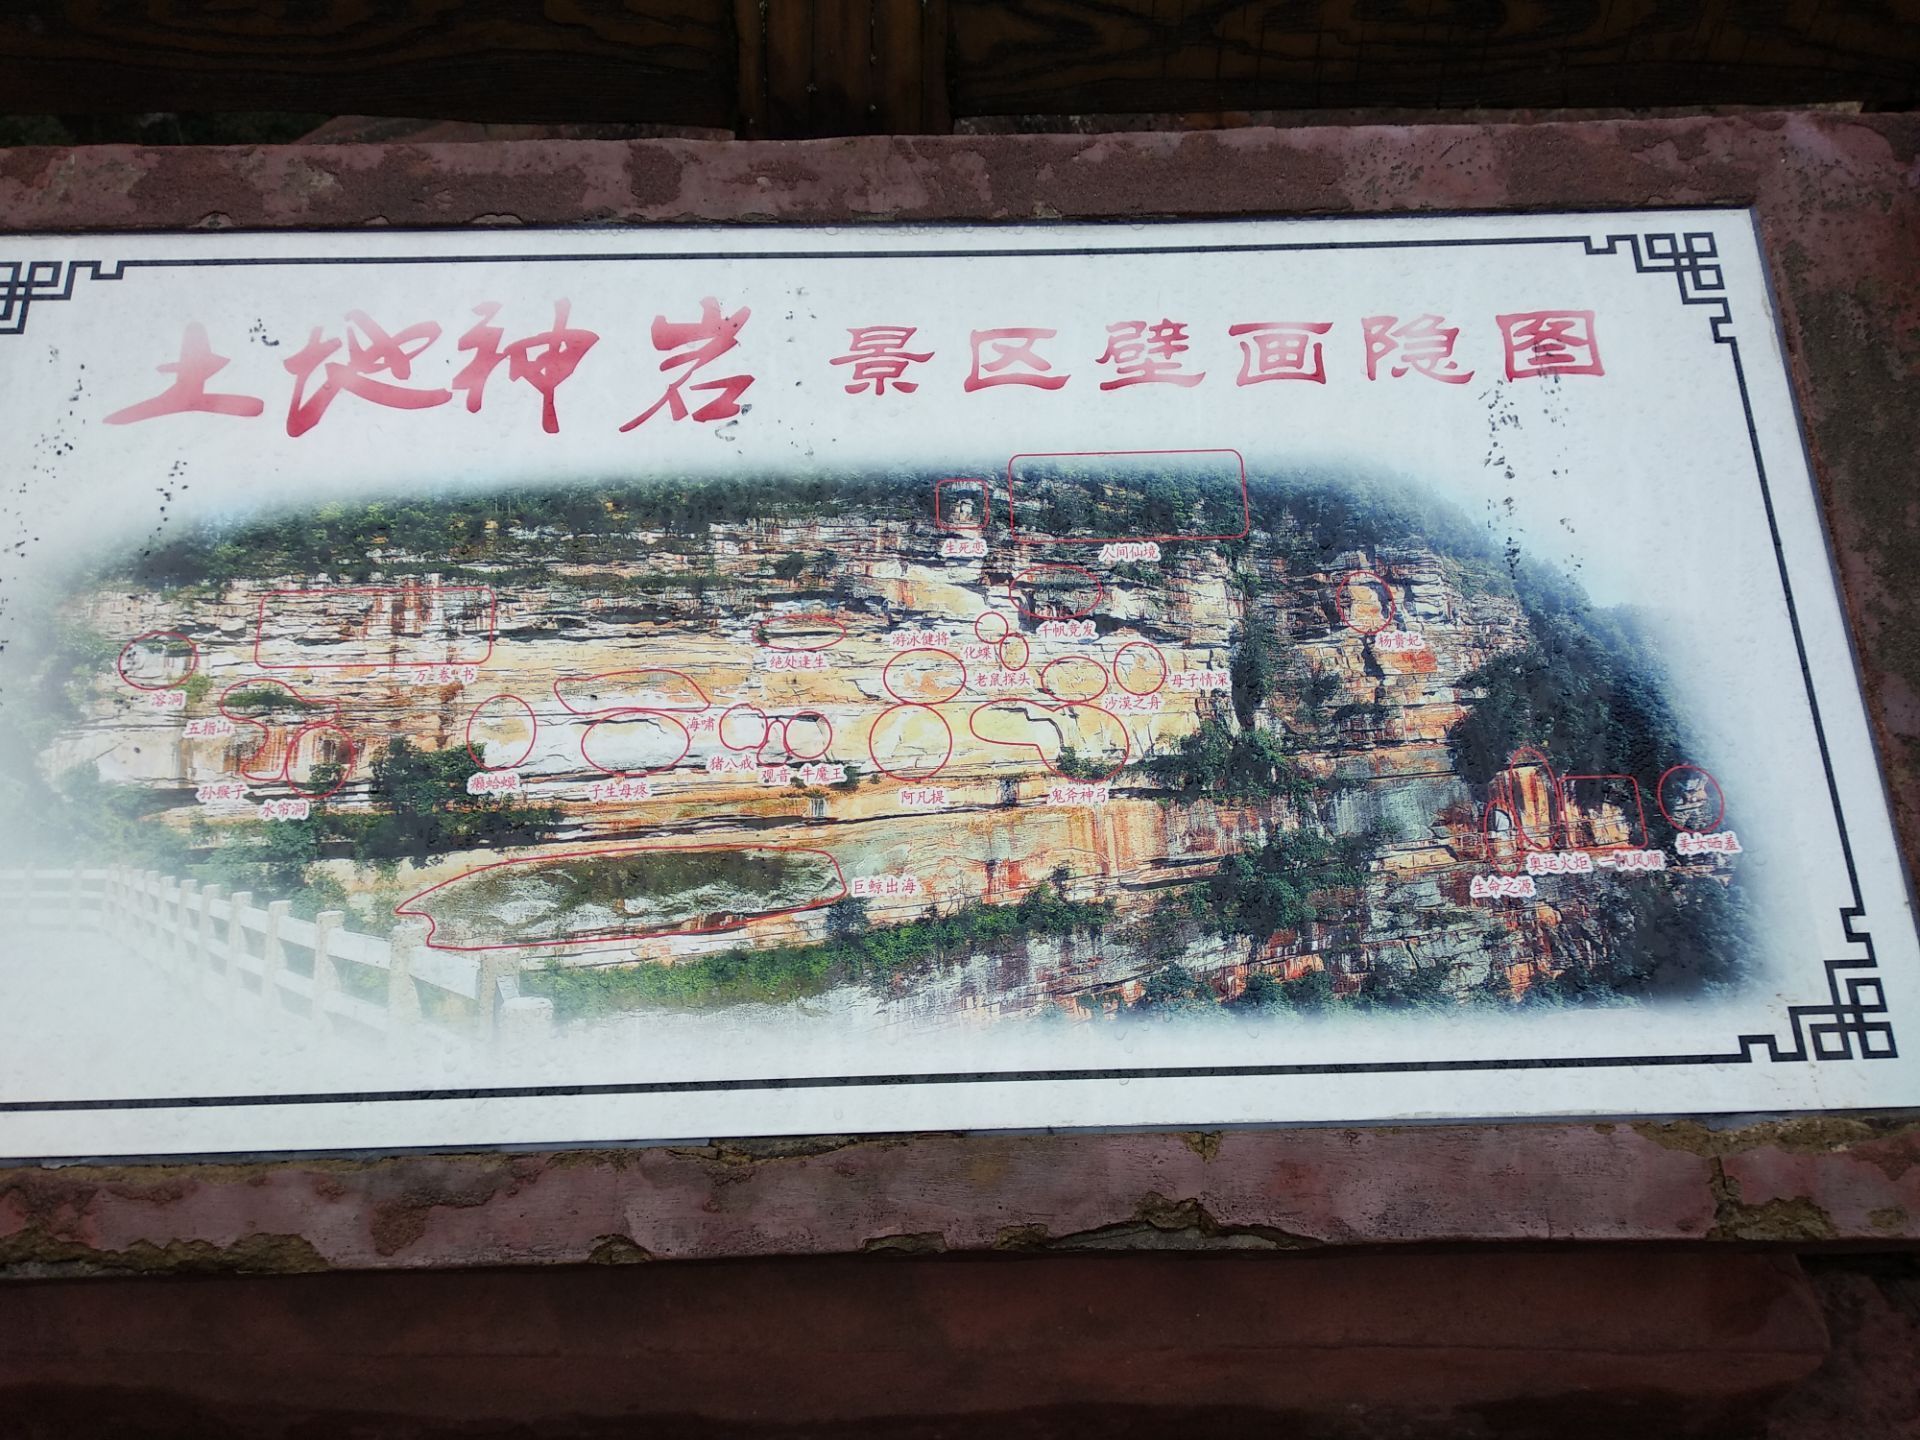 土地神岩景区壁画隐图
生死恋
人间仙境
千帆竞发
游泳健将
化蝶
绝处逢生
杨贵妃
老鼠探头
母子情深
万卷书
溶洞
沙漠之舟
五指山
海啸
猪八戒
观音
牛魔王
癞蛤蟆
子生母疼
阿凡提
鬼斧神弓
孙猴子
水帘洞
美女晒盖
奥运火炬
一帆风顺
巨鲸出海
生命之源